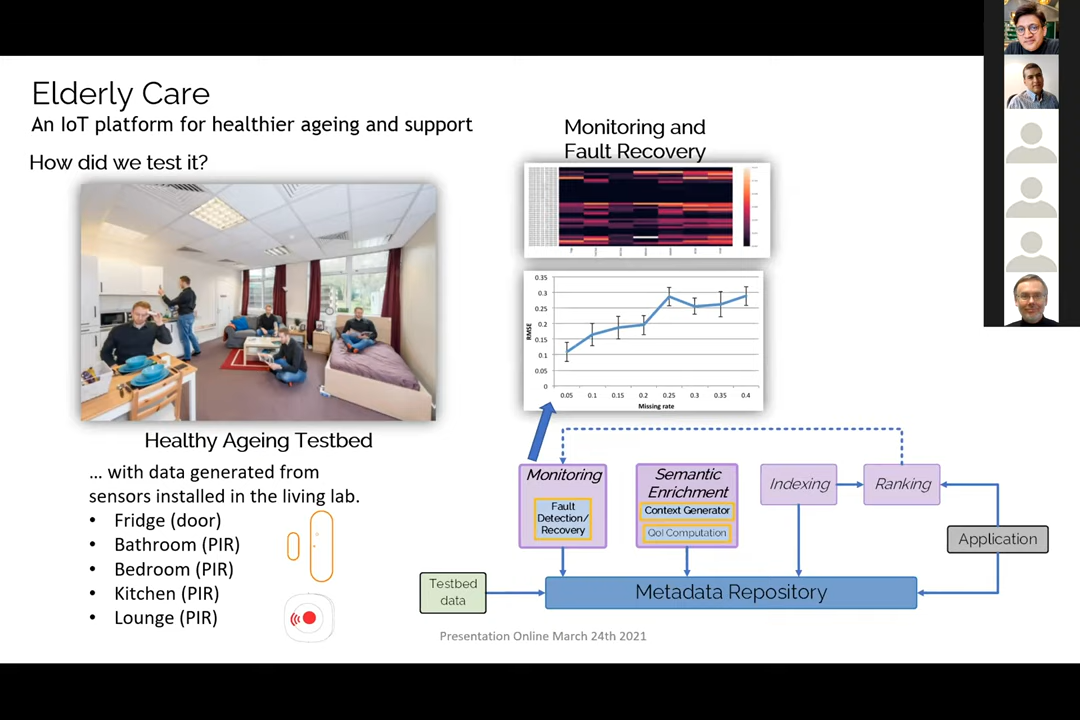 Elderly Care
An IoT platform for healthier ageing and support
How did we test it?
Healthy Ageing Testbed
... with data generated from
sensors installed in the living lab.
• Fridge (door)
• Bathroom (PIR)
• Bedroom (PIR)
• Kitchen (PIR)
• Lounge (PIR)
Monitoring and
Fault Recovery
0.35
0.3
0.25
0.2
0.15
0.1
0.05
0
RMSE
0.05 0.1 0.15 0.2 0.25 0.3 0.35 0.4
Missing rate
Monitoring
Fault
Detection/
Recovery
Semantic
Enrichment
Context Generator
QoI Computation
Indexing
Ranking
Application
Testbed
data
Metadata Repository
Presentation Online March 24th 2021